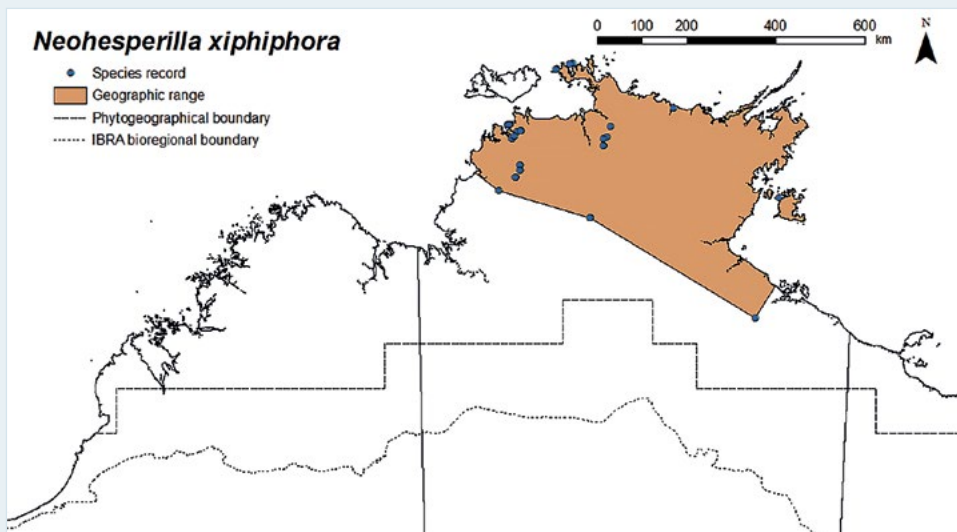 Neohesperilla xiphiphora
Species record
Geographic range
Phytogeographical boundary
IBRA bioregional boundary
0 100 200 400 600
km
N